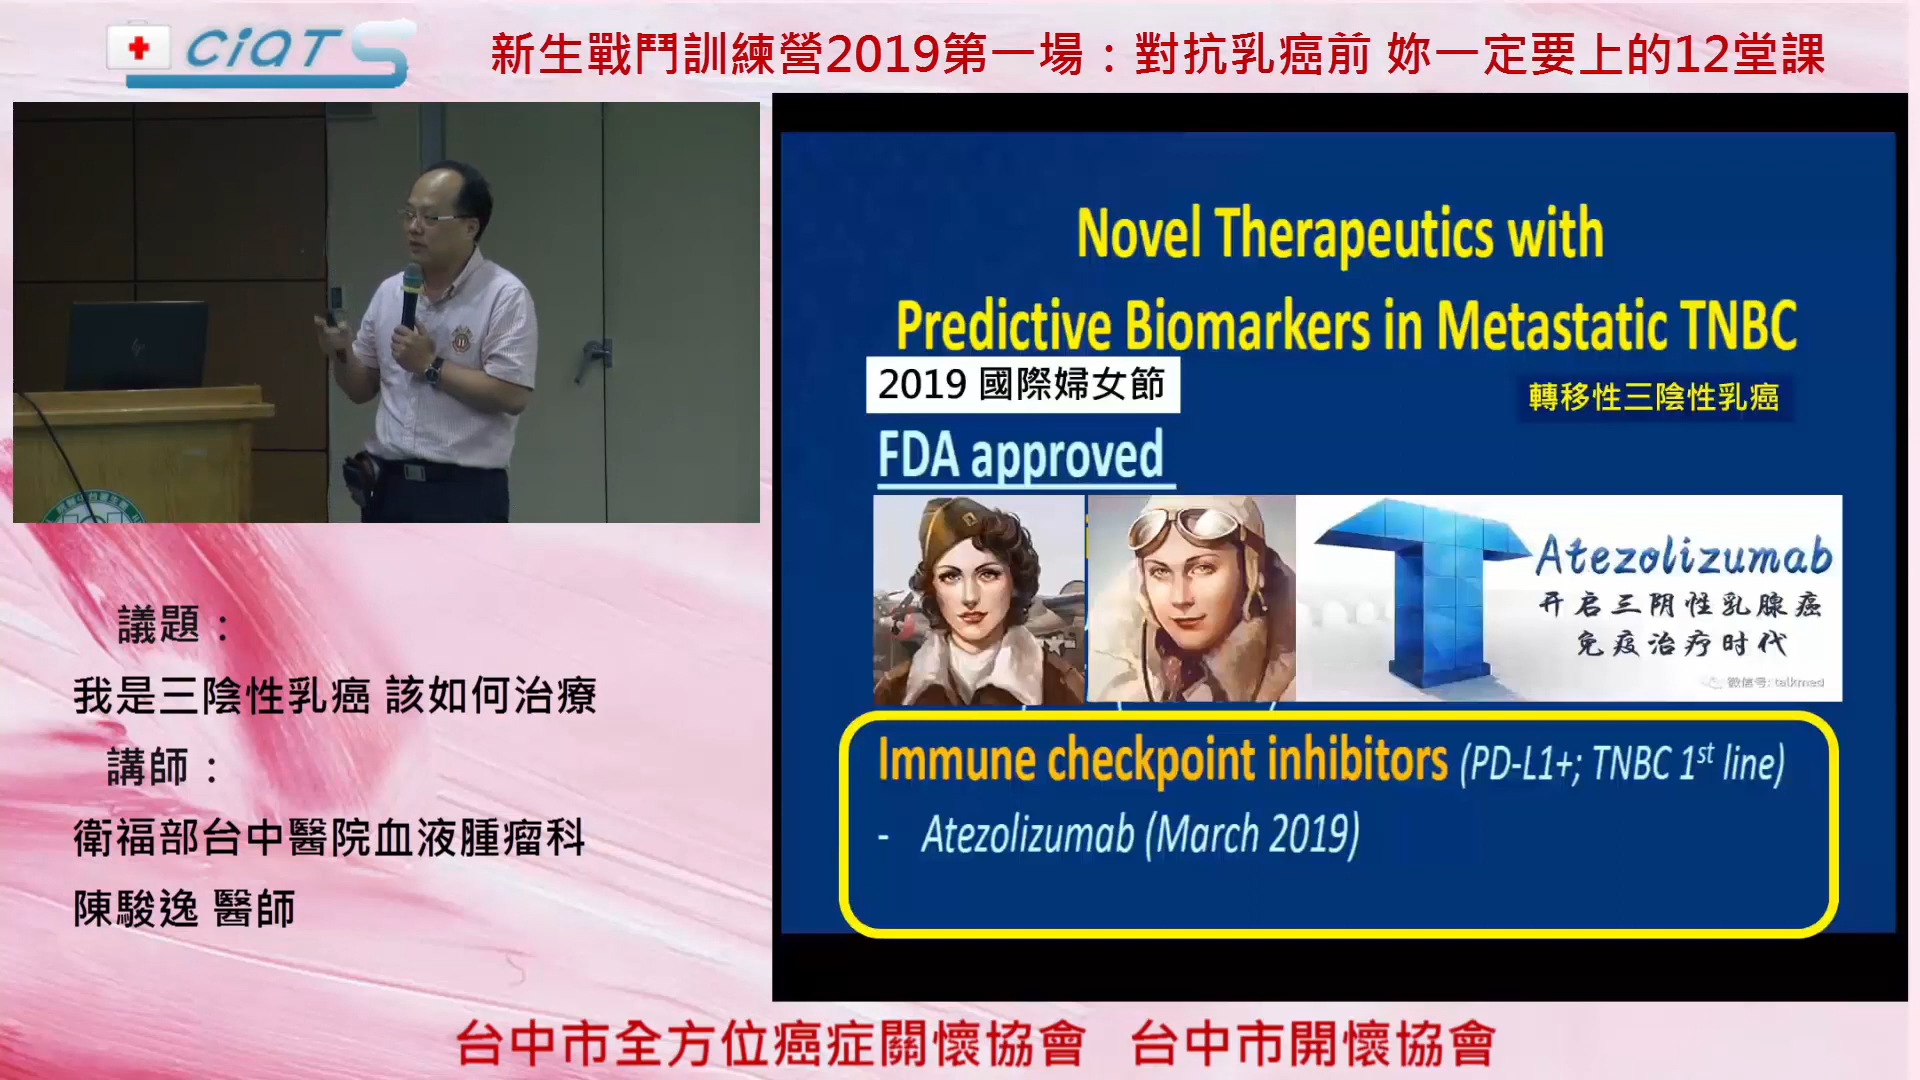 CiQTS
新生戰鬥訓練營2019第一場：對抗乳癌前 妳一定要上的12堂課
Novel Therapeutics with
Predictive Biomarkers in Metastatic TNBC
2019 國際婦女節
轉移性三陰性乳癌
FDA approved
Atezolizumab
开启三阴性乳腺癌
免疫治疗时代
微信号: talkmed
Immune checkpoint inhibitors (PD-L1+; TNBC 1st line)
- Atezolizumab (March 2019)
議題：
我是三陰性乳癌 該如何治療
講師：
衛福部台中醫院血液腫瘤科
陳駿逸 醫師
台中市全方位癌症關懷協會 台中市開懷協會